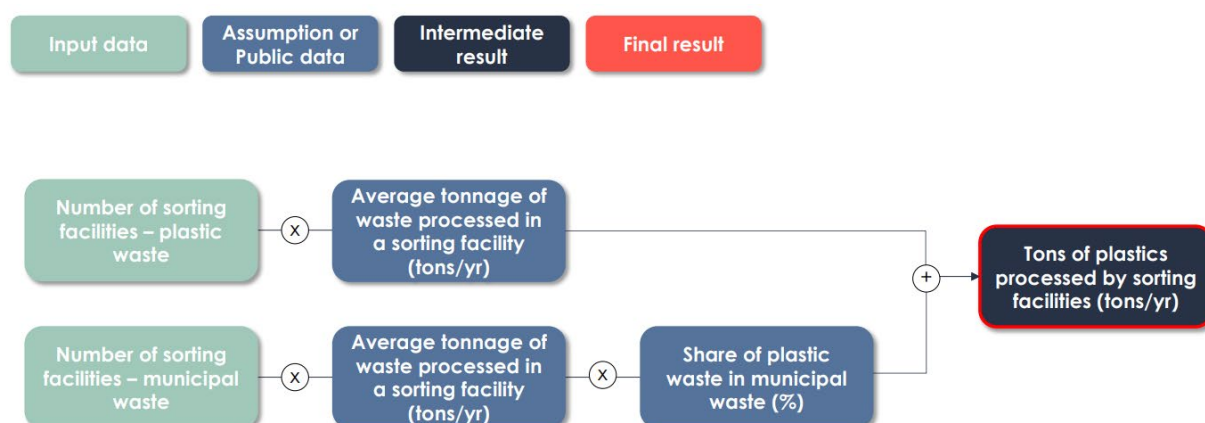 Input data
Assumption or
Public data
Intermediate
result
Final result
Number of sorting
facilities – plastic
waste
x
Average tonnage of
waste processed in
a sorting facility
(tons/yr)
+
Tons of plastics
processed by sorting
facilities (tons/yr)
Number of sorting
facilities – municipal
waste
x
Average tonnage of
waste processed in
a sorting facility
(tons/yr)
x
Share of plastic
waste in municipal
waste (%)